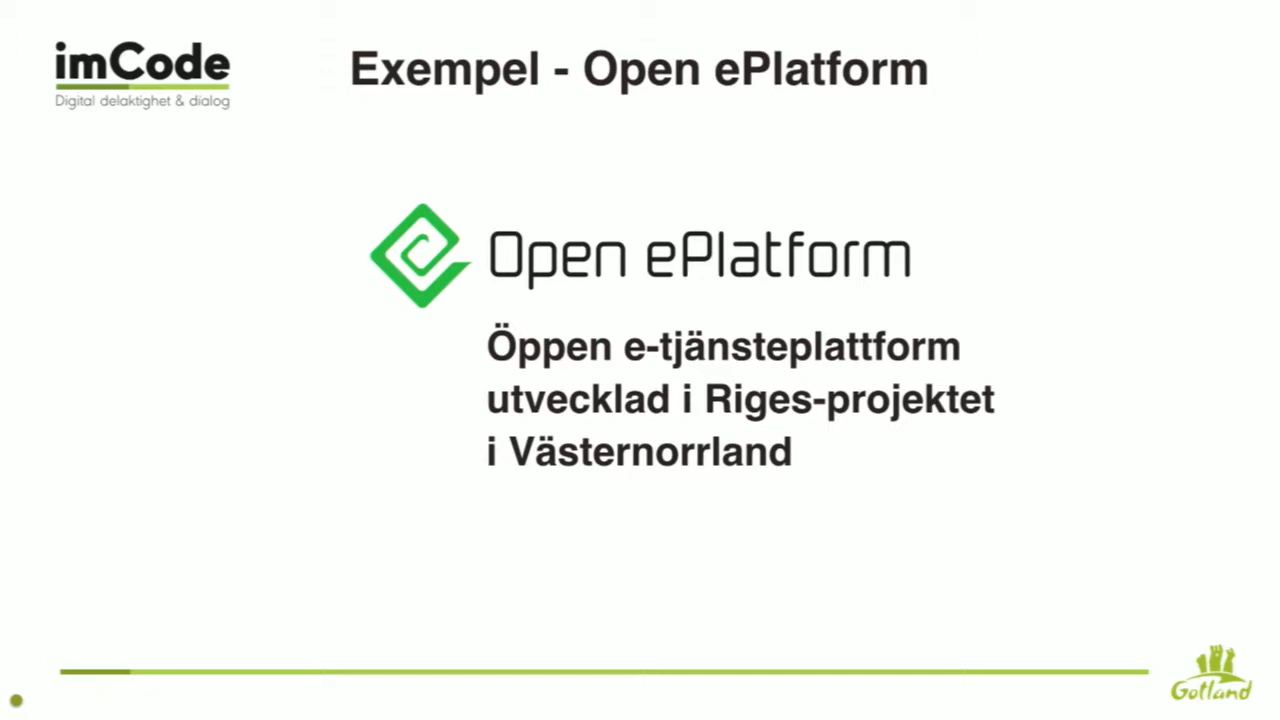 imCode
Digital delaktighet & dialog
Exempel - Open ePlatform
Open ePlatform
Öppen e-tjänsteplattform
utvecklad i Riges-projektet
i Västernorrland
Gotland